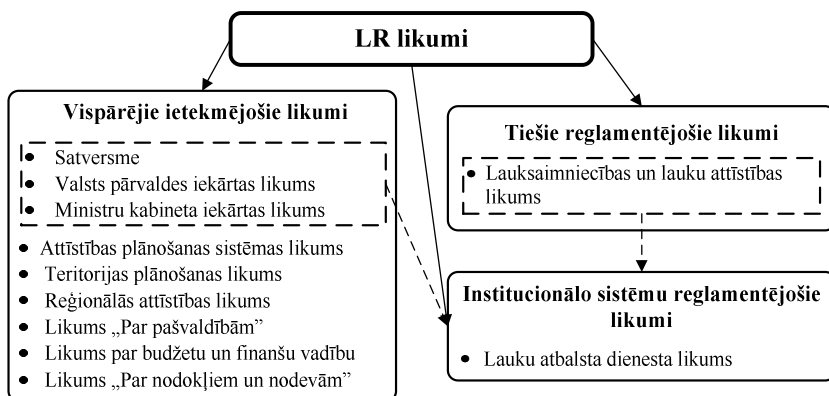 LR likumi
Vispārējie ietekmējošie likumi
• Satversme
• Valsts pārvaldes iekārtas likums
• Ministru kabineta iekārtas likums
• Attīstības plānošanas sistēmas likums
• Teritorijas plānošanas likums
• Reģionālās attīstības likums
• Likums „Par pašvaldībām”
• Likums par budžetu un finanšu vadību
• Likums „Par nodokļiem un nodevām”
Tiešie reglamentējošie likumi
• Lauksaimniecības un lauku attīstības
likums
Institucionālo sistēmu reglamentējošie
likumi
• Lauku atbalsta dienesta likums